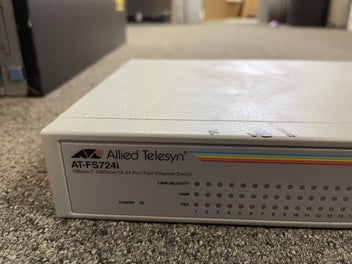 Allied Telesyn
AT-FS724i
10Base-T/100Base-TX 24 Port Fast Ethernet Switch
LINK/ACTIVITY
100M
FDX
POWER
1 2 3 4 5 6 7 8 9 10 11 12 13 14